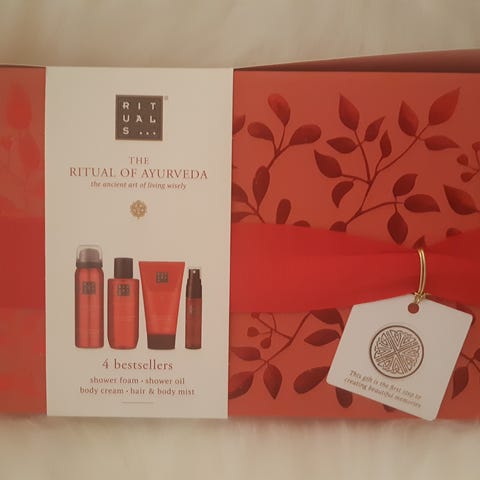 RIT
UAL
S...
®
THE
RITUAL OF AYURVEDA
the ancient art of living wisely
4 bestsellers
shower foam • shower oil
body cream • hair & body mist
This gift is the first step to
creating beautiful memories